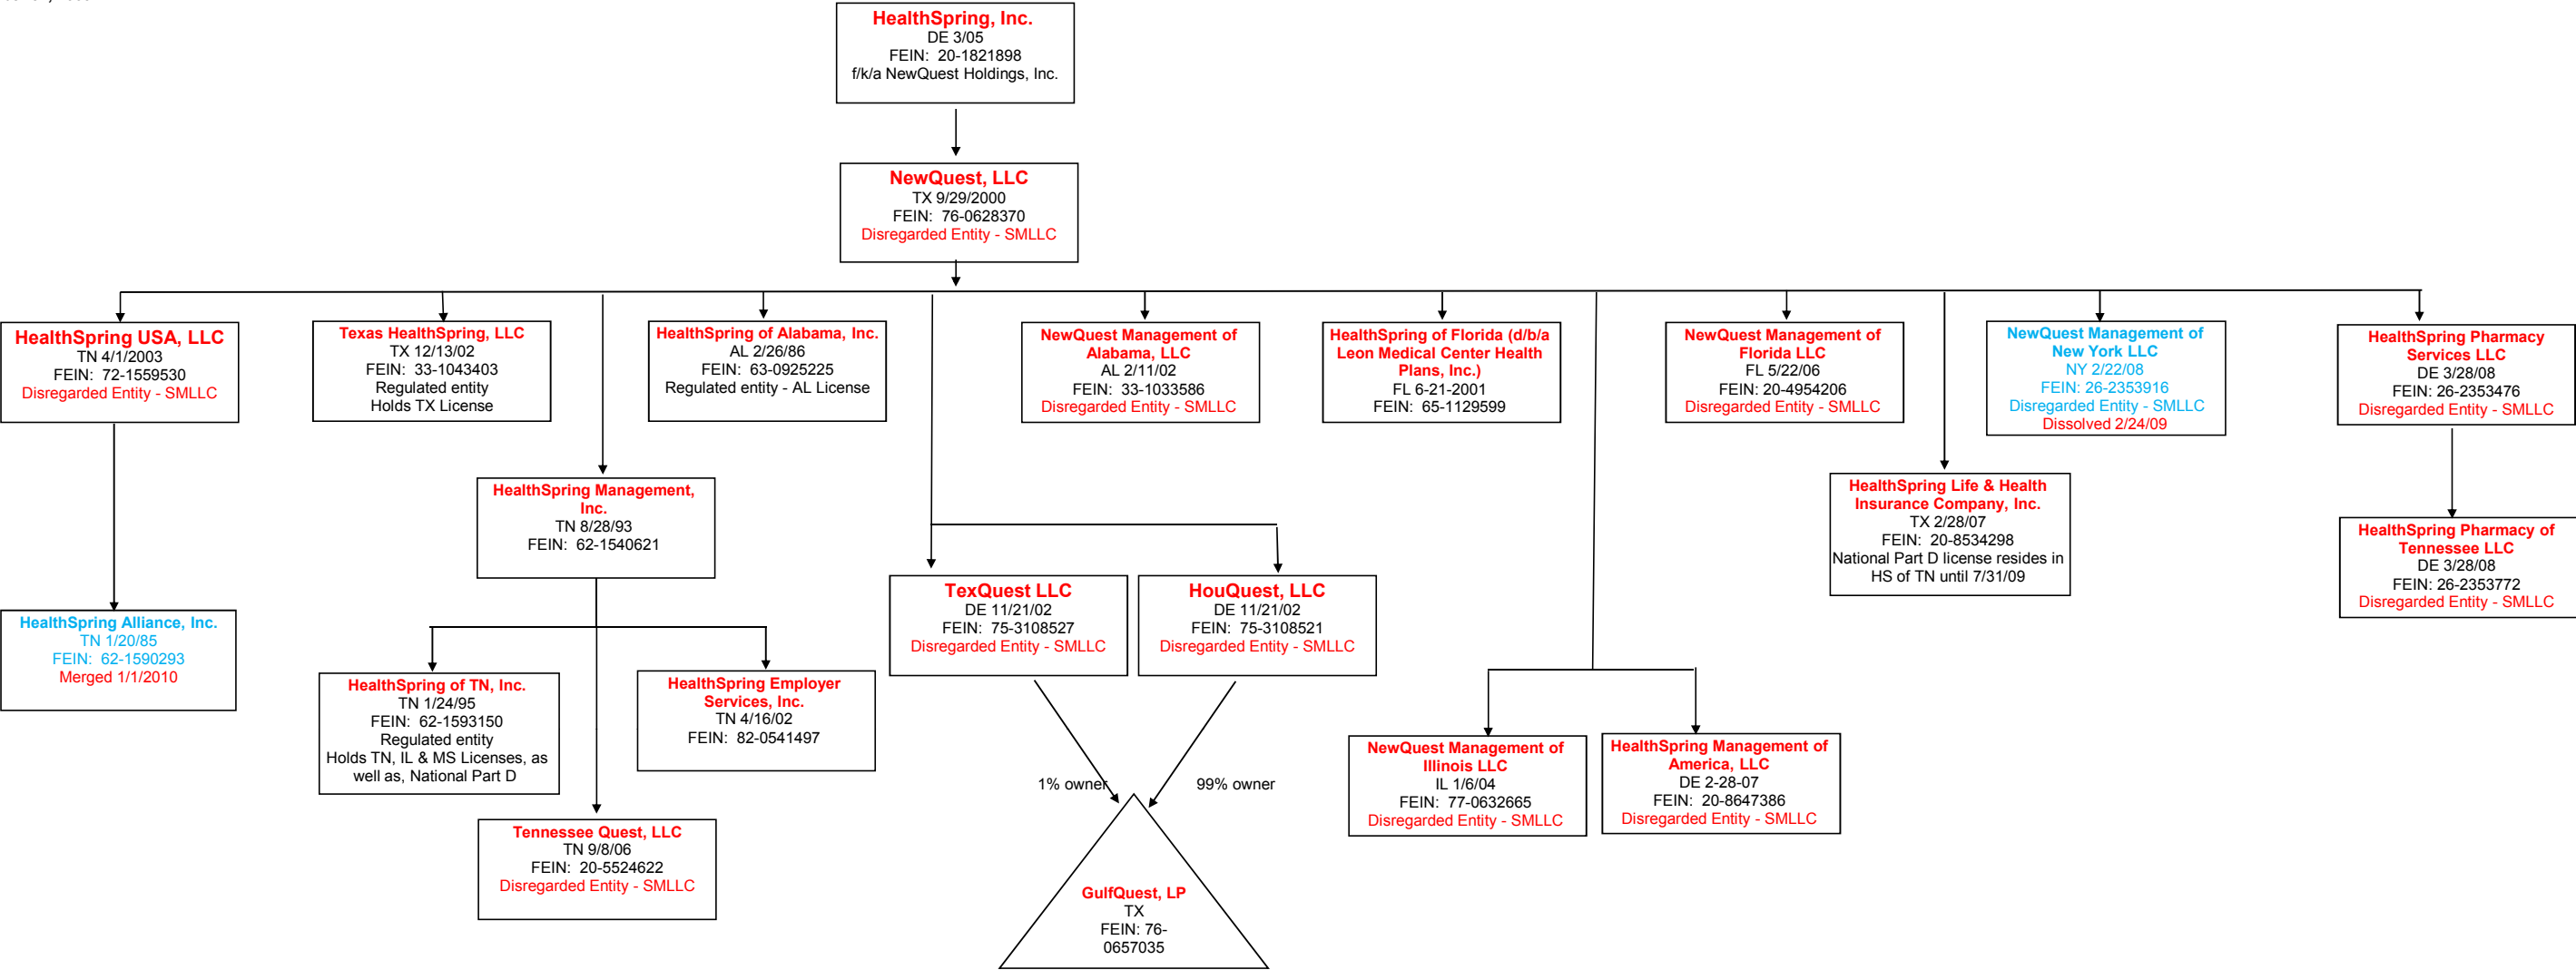 HealthSpring, Inc.
DE 3/05
FEIN: 20-1821898
f/k/a NewQuest Holdings, Inc.
NewQuest, LLC
TX 9/29/2000
FEIN: 76-0628370
Disregarded Entity - SMLLC
HealthSpring USA, LLC
TN 4/1/2003
FEIN: 72-1559530
Disregarded Entity - SMLLC
Texas HealthSpring, LLC
TX 12/13/02
FEIN: 33-1043403
Regulated entity
Holds TX License
HealthSpring of Alabama, Inc.
AL 2/26/86
FEIN: 63-0925225
Regulated entity - AL License
NewQuest Management of
Alabama, LLC
AL 2/11/02
FEIN: 33-1033586
Disregarded Entity - SMLLC
HealthSpring of Florida (d/b/a
Leon Medical Center Health
Plans, Inc.)
FL 6-21-2001
FEIN: 65-1129599
NewQuest Management of
Florida LLC
FL 5/22/06
FEIN: 20-4954206
Disregarded Entity - SMLLC
NewQuest Management of
New York LLC
NY 2/22/08
FEIN: 26-2353916
Disregarded Entity - SMLLC
Dissolved 2/24/09
HealthSpring Pharmacy
Services LLC
DE 3/28/08
FEIN: 26-2353476
Disregarded Entity - SMLLC
HealthSpring Management,
Inc.
TN 8/28/93
FEIN: 62-1540621
HealthSpring Life & Health
Insurance Company, Inc.
TX 2/28/07
FEIN: 20-8534298
National Part D license resides in
HS of TN until 7/31/09
HealthSpring Pharmacy of
Tennessee LLC
DE 3/28/08
FEIN: 26-2353772
Disregarded Entity - SMLLC
TexQuest LLC
DE 11/21/02
FEIN: 75-3108527
Disregarded Entity - SMLLC
HouQuest, LLC
DE 11/21/02
FEIN: 75-3108521
Disregarded Entity - SMLLC
HealthSpring Alliance, Inc.
TN 1/20/85
FEIN: 62-1590293
Merged 1/1/2010
HealthSpring of TN, Inc.
TN 1/24/95
FEIN: 62-1593150
Regulated entity
Holds TN, IL & MS Licenses, as
well as, National Part D
HealthSpring Employer
Services, Inc.
TN 4/16/02
FEIN: 82-0541497
NewQuest Management of
Illinois LLC
IL 1/6/04
FEIN: 77-0632665
Disregarded Entity - SMLLC
HealthSpring Management of
America, LLC
DE 2-28-07
FEIN: 20-8647386
Disregarded Entity - SMLLC
1% owner
99% owner
Tennessee Quest, LLC
TN 9/8/06
FEIN: 20-5524622
Disregarded Entity - SMLLC
GulfQuest, LP
TX
FEIN: 76-
0657035